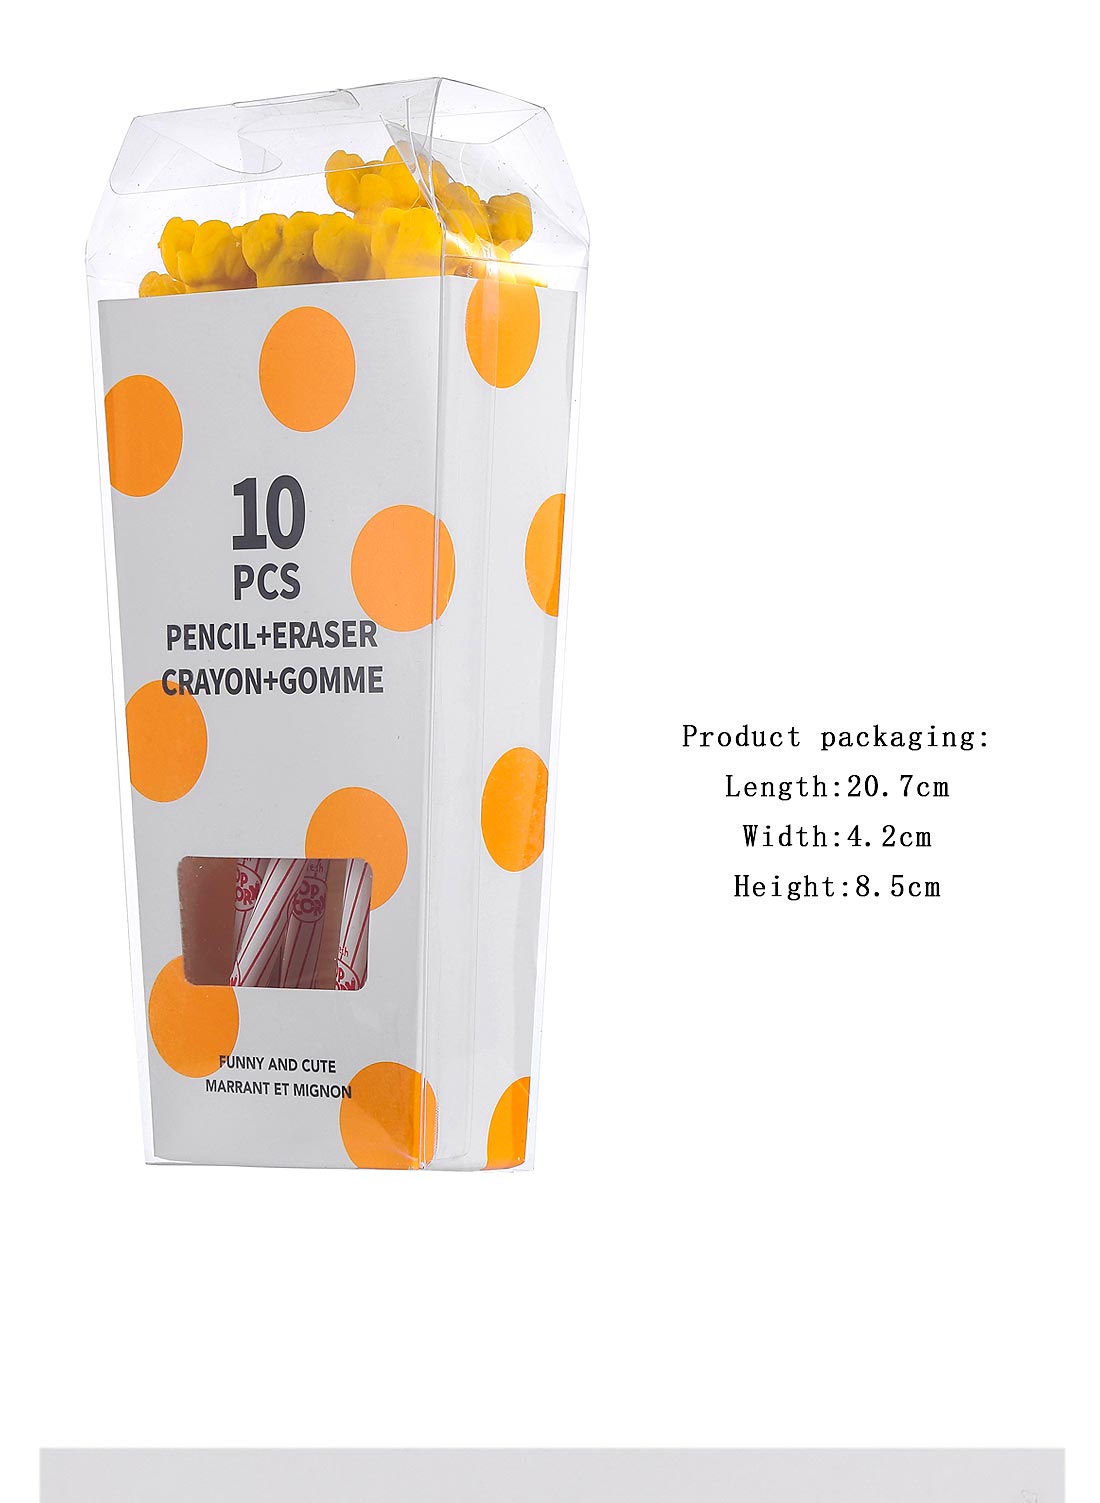 10
PCS
PENCIL+ERASER
CRAYON+GOMME
FUNNY AND CUTE
MARRANT ET MIGNON
Product packaging:
Length:20.7cm
Width:4.2cm
Height:8.5cm